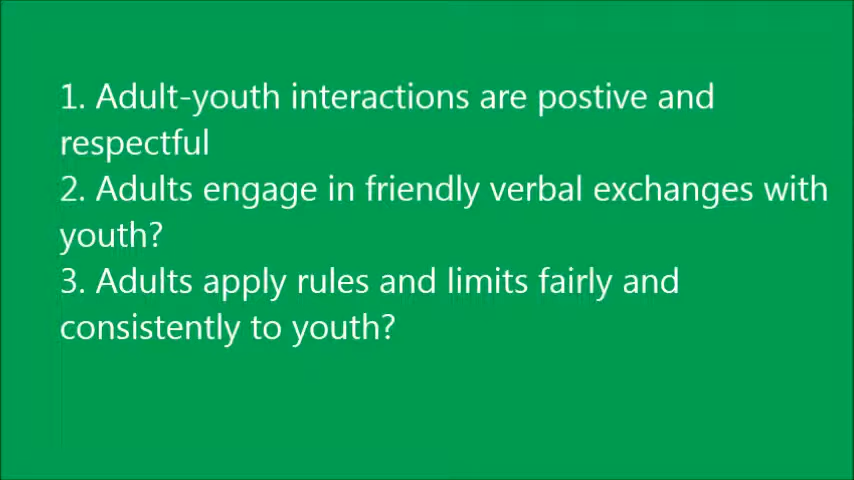 1. Adult-youth interactions are postive and
respectful
2. Adults engage in friendly verbal exchanges with
youth?
3. Adults apply rules and limits fairly and
consistently to youth?